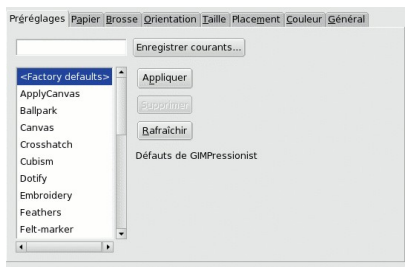 Préréglages Papier Brosse Orientation Taille Placement Couleur Général
Enregistrer courants...
<Factory defaults>
ApplyCanvas
Ballpark
Canvas
Crosshatch
Cubism
Dotify
Embroidery
Feathers
Felt-marker
Appliquer
Supprimer
Rafraîchir
Défauts de GIMPressionist